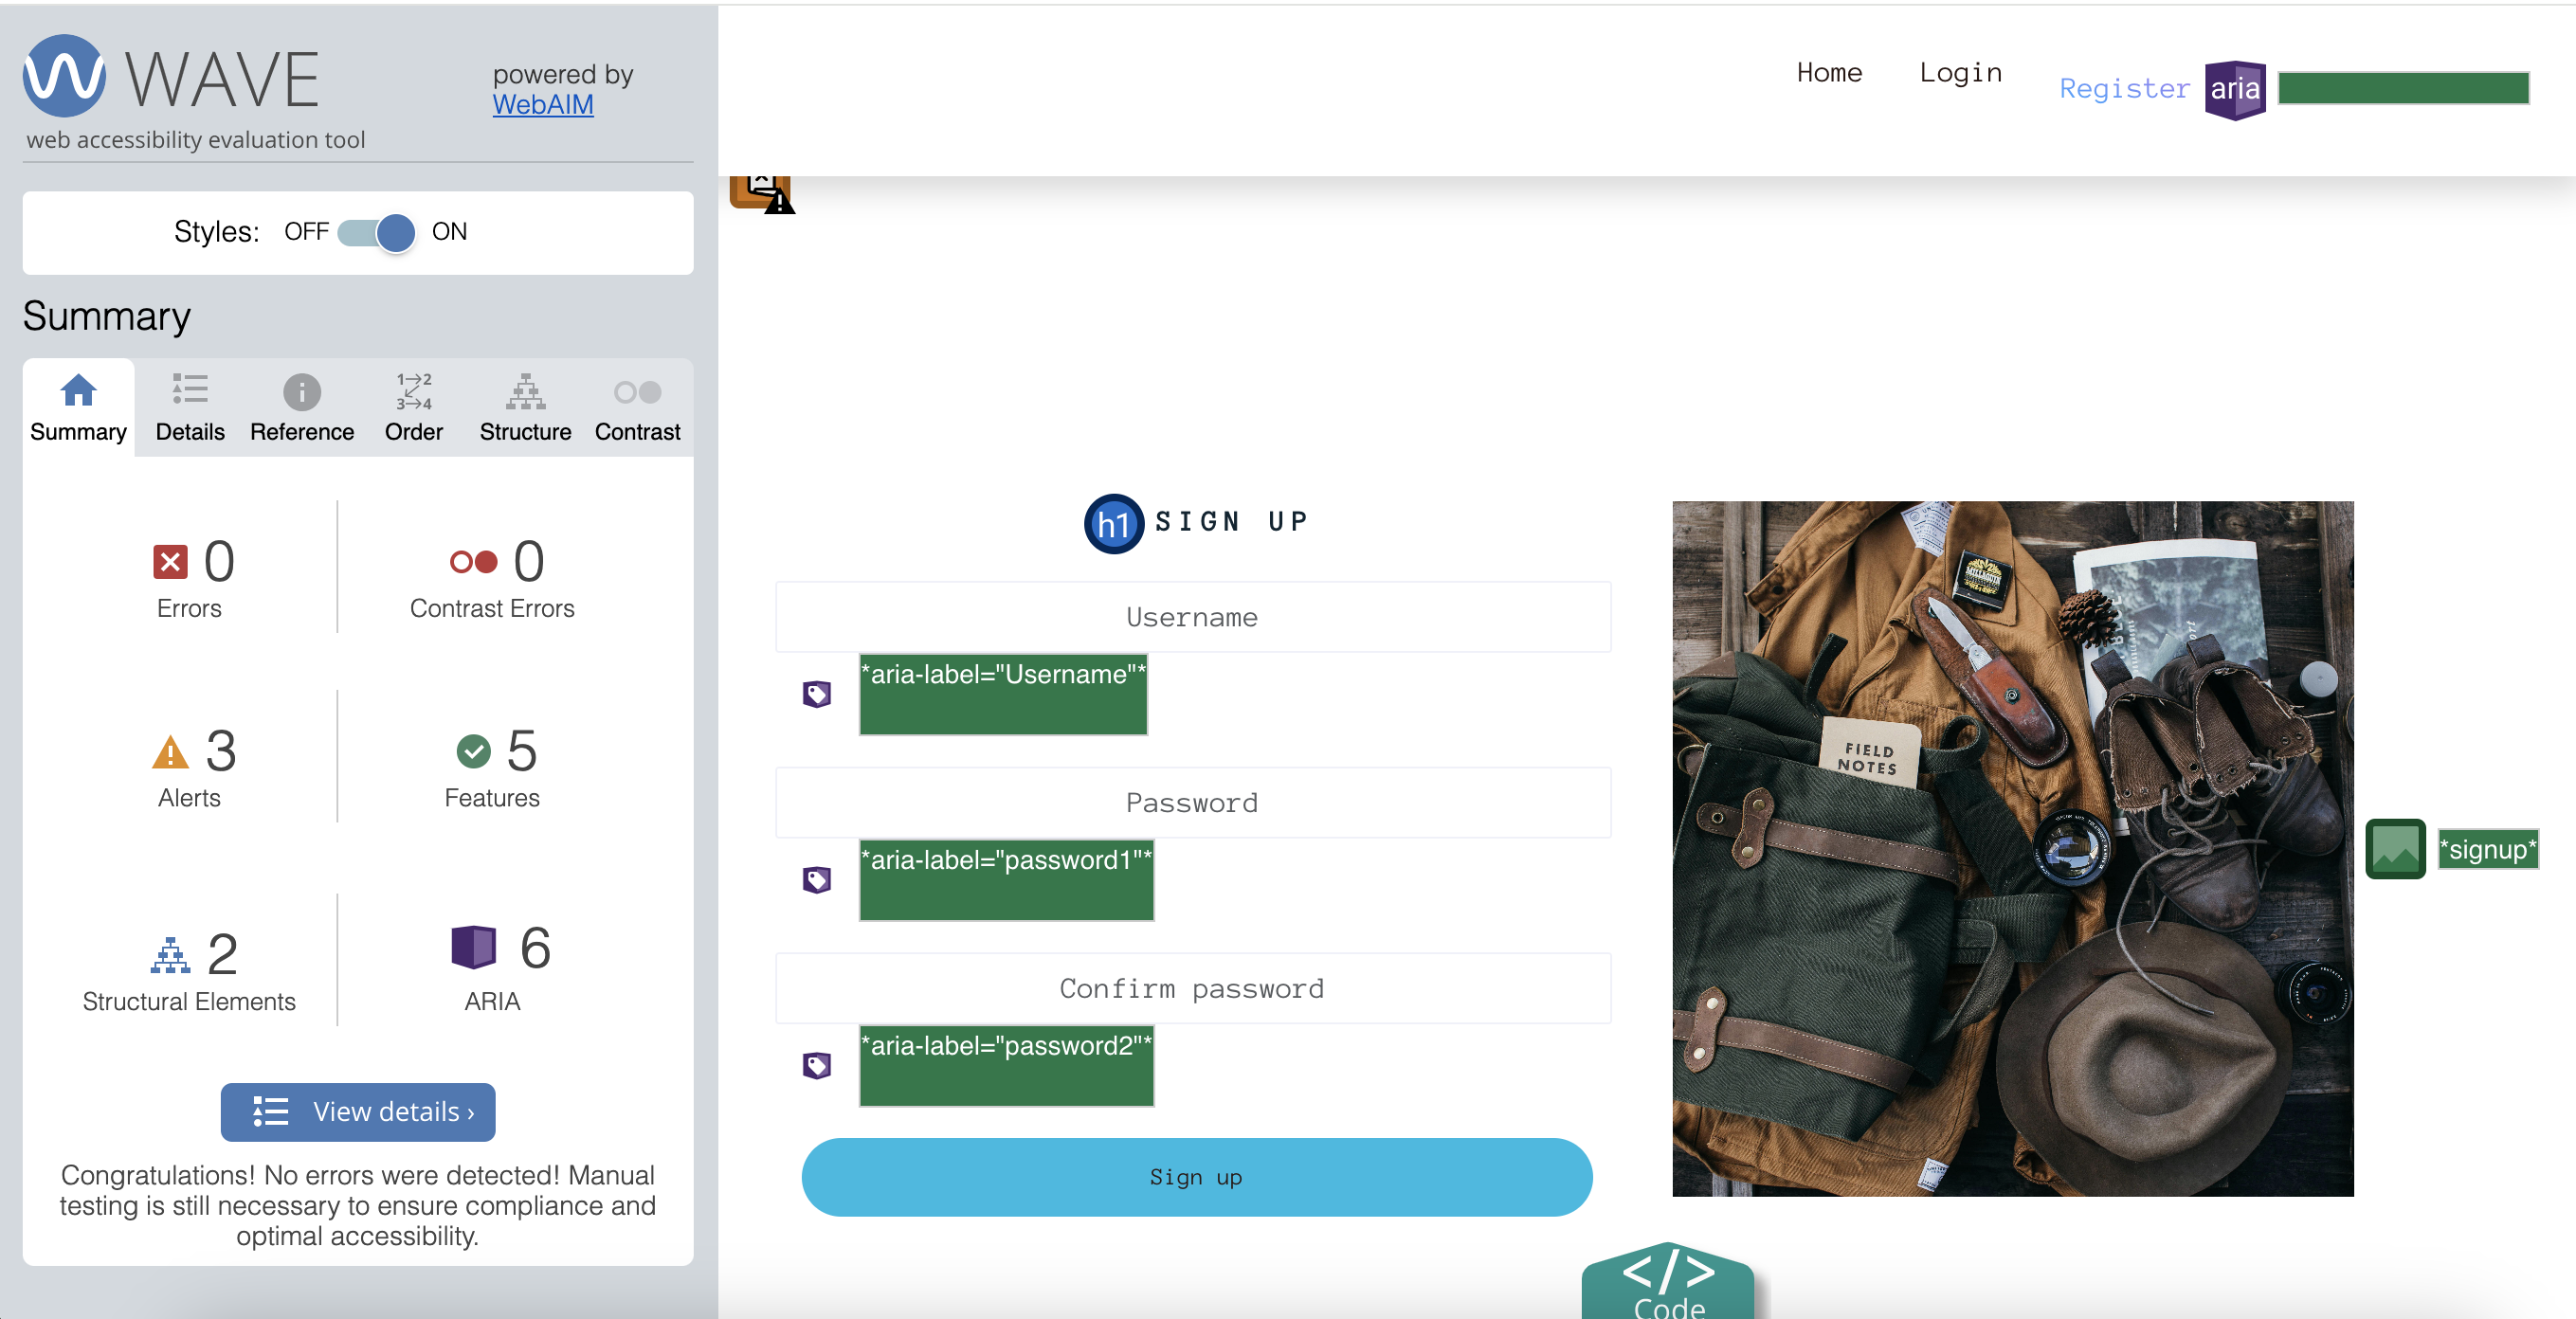 WAVE
powered by
WebAIM
web accessibility evaluation tool
Styles: OFF ON
Summary
1→2
3→4
Summary Details Reference Order Structure Contrast
0 0
Errors Contrast Errors
3 5
Alerts Features
2 6
Structural Elements ARIA
View details ›
Congratulations! No errors were detected! Manual
testing is still necessary to ensure compliance and
optimal accessibility.
Home Login Register aria
h1 SIGN UP
Username
*aria-label="Username"*
Password
*aria-label="password1"*
Confirm password
*aria-label="password2"*
Sign up
FIELD
NOTES
*signup*
</>
Code